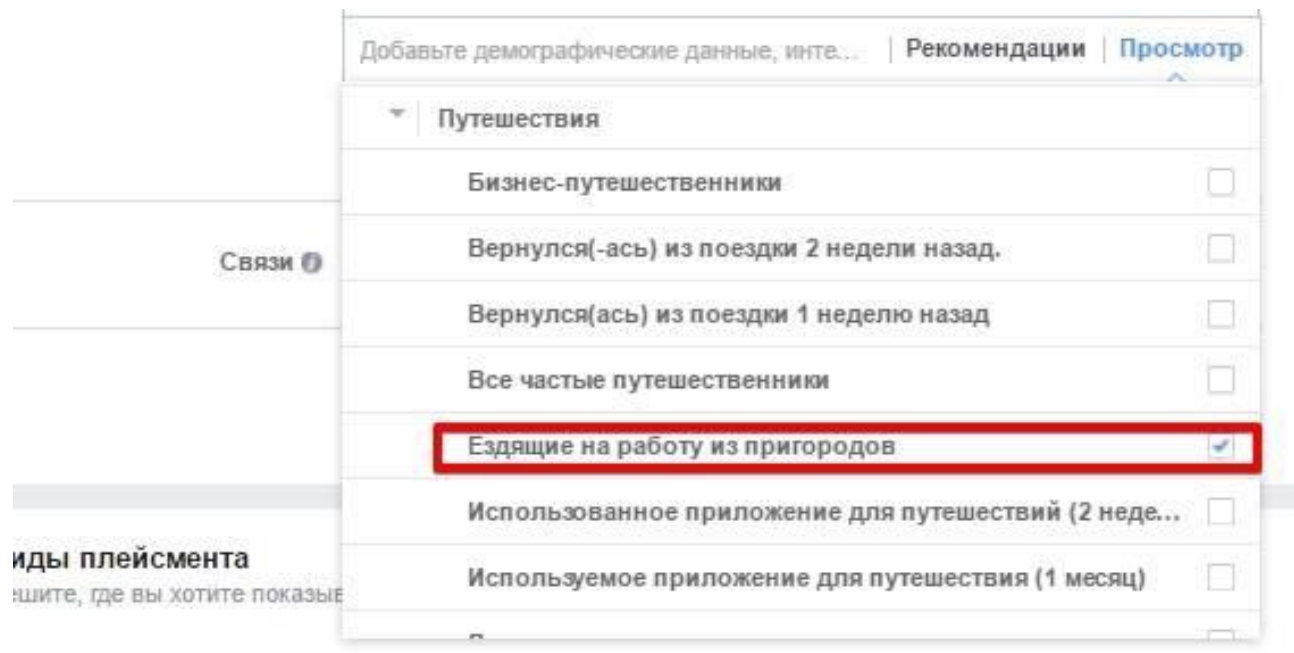 Добавьте демографические данные, инте... | Рекомендации | Просмотр
Путешествия
Бизнес-путешественники
Вернулся(-ась) из поездки 2 недели назад.
Связи
Вернулся(ась) из поездки 1 неделю назад
Все частые путешественники
Ездящие на работу из пригородов
Использованное приложение для путешествий (2 неде...
иды плейсмента
Используемое приложение для путешествия (1 месяц)
ешите, где вы хотите показыв